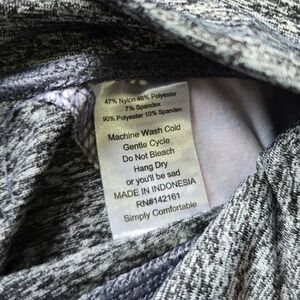 47% Nylon 46% Polyester
7% Spandex
90% Polyester 10% Spandex
Machine Wash Cold
Gentle Cycle
Do Not Bleach
Hang Dry
or you'll be sad
MADE IN INDONESIA
RN#142161
Simply Comfortable